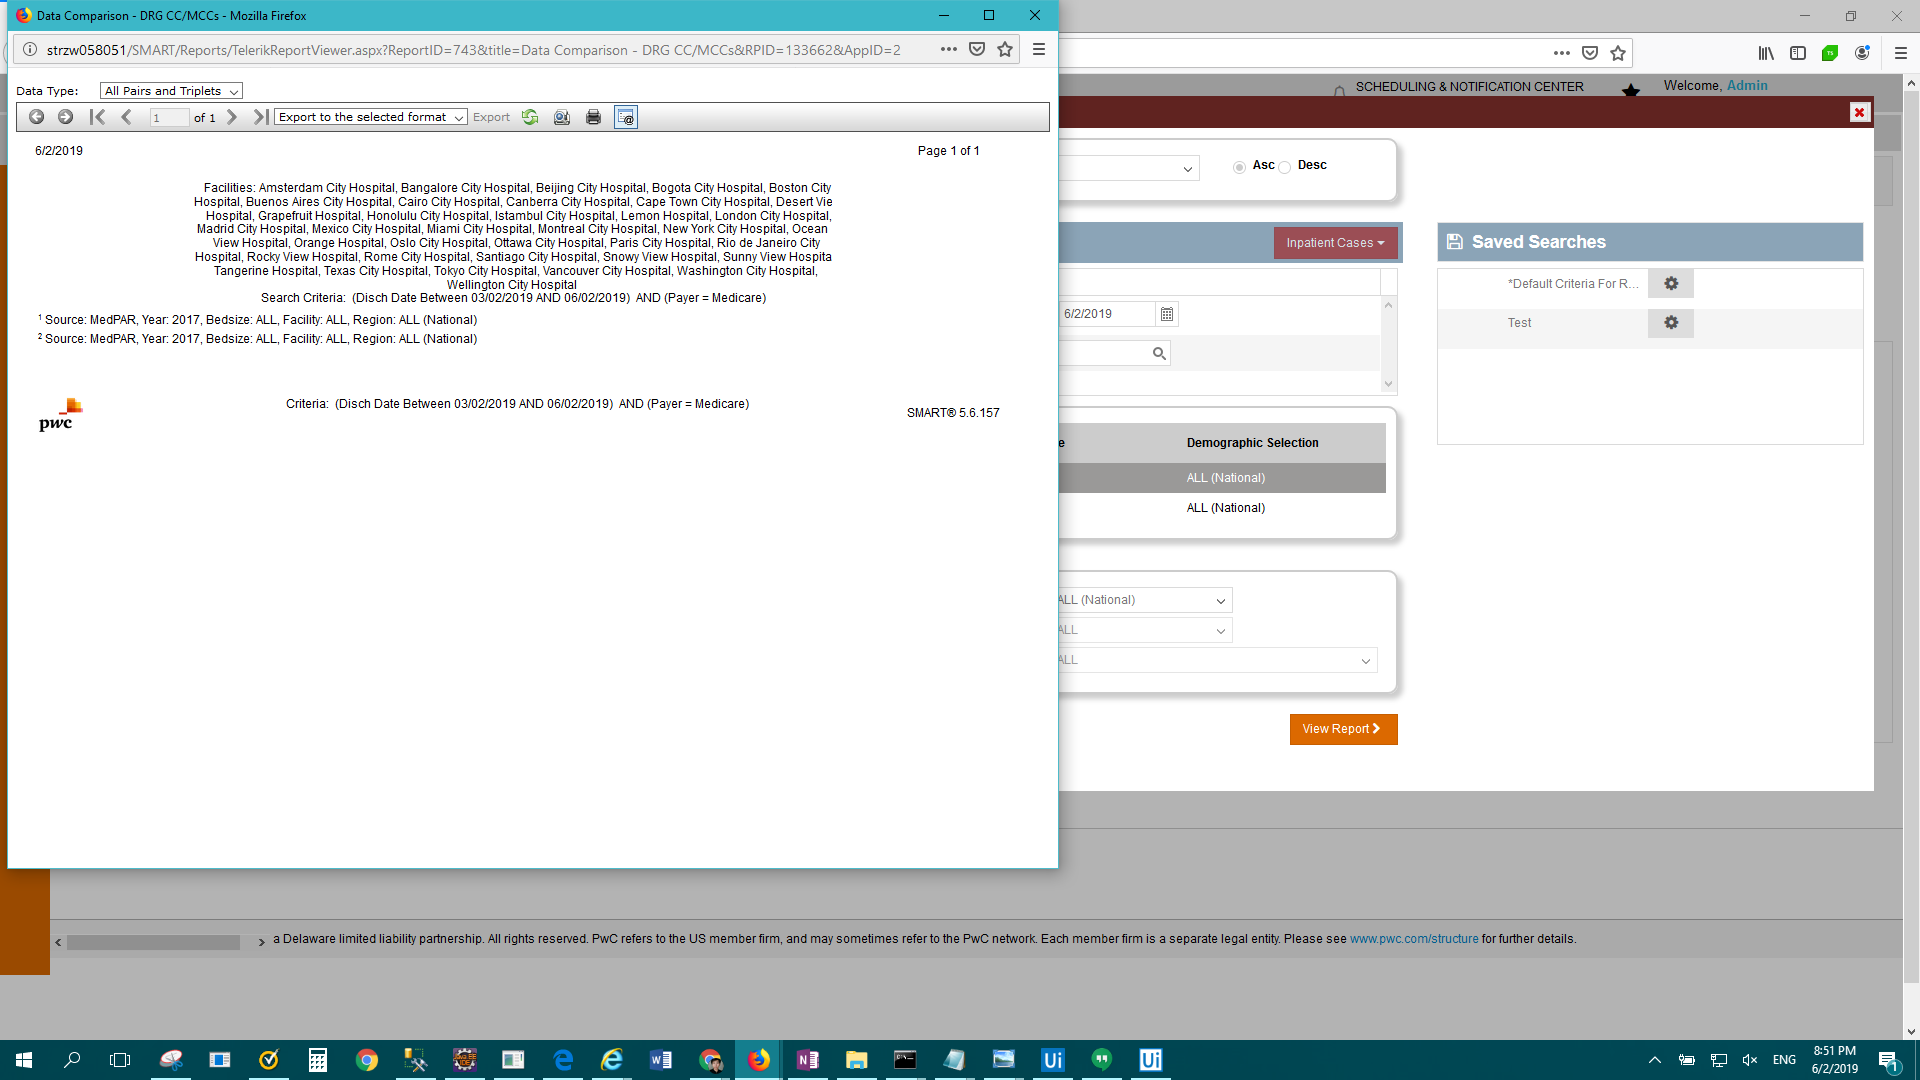 Data Comparison - DRG CC/MCCs - Mozilla Firefox
strzw058051/SMART/Reports/TelerikReportViewer.aspx?ReportID=743&title=Data Comparison - DRG CC/MCCs&RPID=133662&AppID=2
Data Type: All Pairs and Triplets
1 of 1 Export to the selected format Export
6/2/2019 Page 1 of 1
Facilities: Amsterdam City Hospital, Bangalore City Hospital, Beijing City Hospital, Bogota City Hospital, Boston City
Hospital, Buenos Aires City Hospital, Cairo City Hospital, Canberra City Hospital, Cape Town City Hospital, Desert Vie
Hospital, Grapefruit Hospital, Honolulu City Hospital, Istambul City Hospital, Lemon Hospital, London City Hospital,
Madrid City Hospital, Mexico City Hospital, Miami City Hospital, Montreal City Hospital, New York City Hospital, Ocean
View Hospital, Orange Hospital, Oslo City Hospital, Ottawa City Hospital, Paris City Hospital, Rio de Janeiro City
Hospital, Rocky View Hospital, Rome City Hospital, Santiago City Hospital, Snowy View Hospital, Sunny View Hospita
Tangerine Hospital, Texas City Hospital, Tokyo City Hospital, Vancouver City Hospital, Washington City Hospital,
Wellington City Hospital
Search Criteria: (Disch Date Between 03/02/2019 AND 06/02/2019) AND (Payer = Medicare)
1 Source: MedPAR, Year: 2017, Bedsize: ALL, Facility: ALL, Region: ALL (National)
2 Source: MedPAR, Year: 2017, Bedsize: ALL, Facility: ALL, Region: ALL (National)
pwc
Criteria: (Disch Date Between 03/02/2019 AND 06/02/2019) AND (Payer = Medicare)
SMART® 5.6.157
SCHEDULING & NOTIFICATION CENTER
Welcome, Admin
Asc Desc
Inpatient Cases
Saved Searches
*Default Criteria For R...
Test
6/2/2019
e Demographic Selection
ALL (National)
ALL (National)
ALL (National)
ALL
ALL
View Report
a Delaware limited liability partnership. All rights reserved. PwC refers to the US member firm, and may sometimes refer to the PwC network. Each member firm is a separate legal entity. Please see www.pwc.com/structure for further details.
ENG
8:51 PM
6/2/2019
1